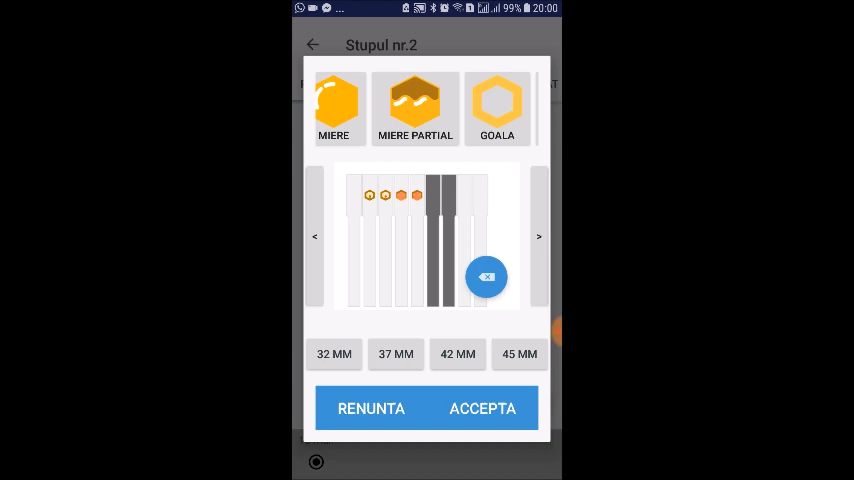 ... 99% 20:00
Stupul nr.2
MIERE MIERE PARTIAL GOALA
< >
32 MM 37 MM 42 MM 45 MM
RENUNTA ACCEPTA